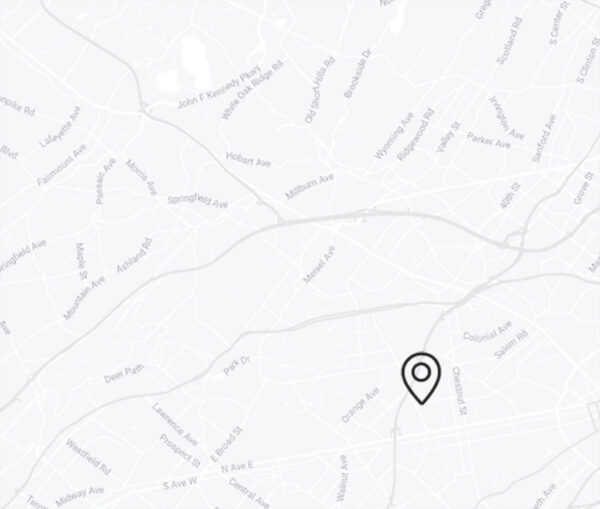 Scotland Rd
S Center St
S Clinton St
John F Kennedy Pkwy
White Oak Ridge Rd
Old Short Hills Rd
Brookside Dr
Lafayette Ave
Wyoming Ave
Ridgewood Rd
Valley St
Irvington Ave
Parker Ave
Sanford Ave
Blvd
Fairmount Ave
Passaic Ave
Morris Ave
Hobart Ave
Millburn Ave
Springfield Ave
40th St
Grove St
Maple St
Ashland Rd
Mountain Ave
Meisel Ave
Ave
Deer Path
Park Dr
Colonial Ave
Salem Rd
Chestnut St
Orange Ave
Lawrence Ave
Prospect St
E Broad St
Westfield Rd
N Ave E
S Ave W
Midway Ave
Central Ave
Walnut Ave